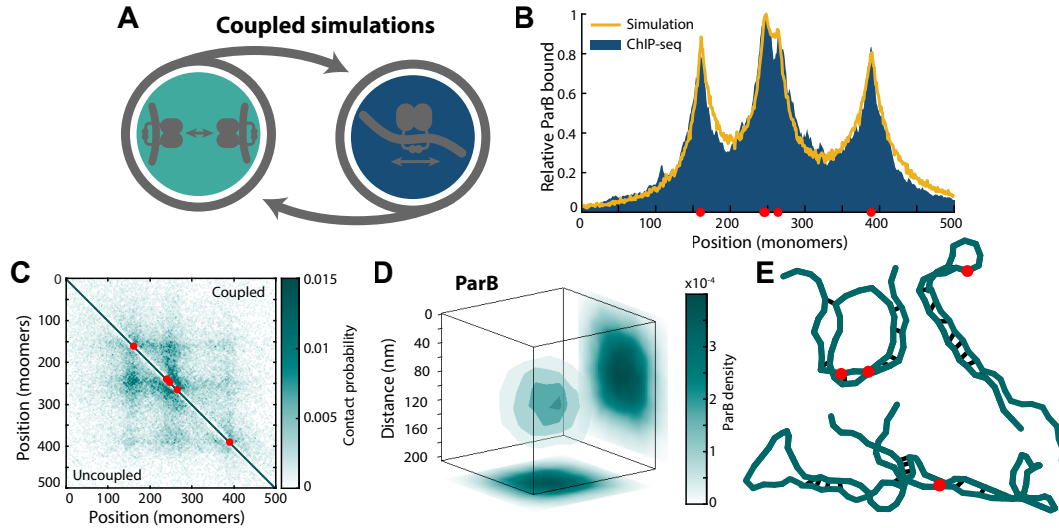 A
Coupled simulations
B
Relative ParB bound
1
0.8
0.6
0.4
0.2
0
Simulation
ChIP-seq
0
100
200
300
400
500
Position (monomers)
C
Position (moomers)
0
100
200
300
400
500
Coupled
Uncoupled
0
100
200
300
400
500
Position (monomers)
0.015
0.010
0.005
0
Contact probability
D
ParB
Distance (nm)
0
40
80
120
160
200
×10⁻⁴
3
2
1
0
ParB density
E